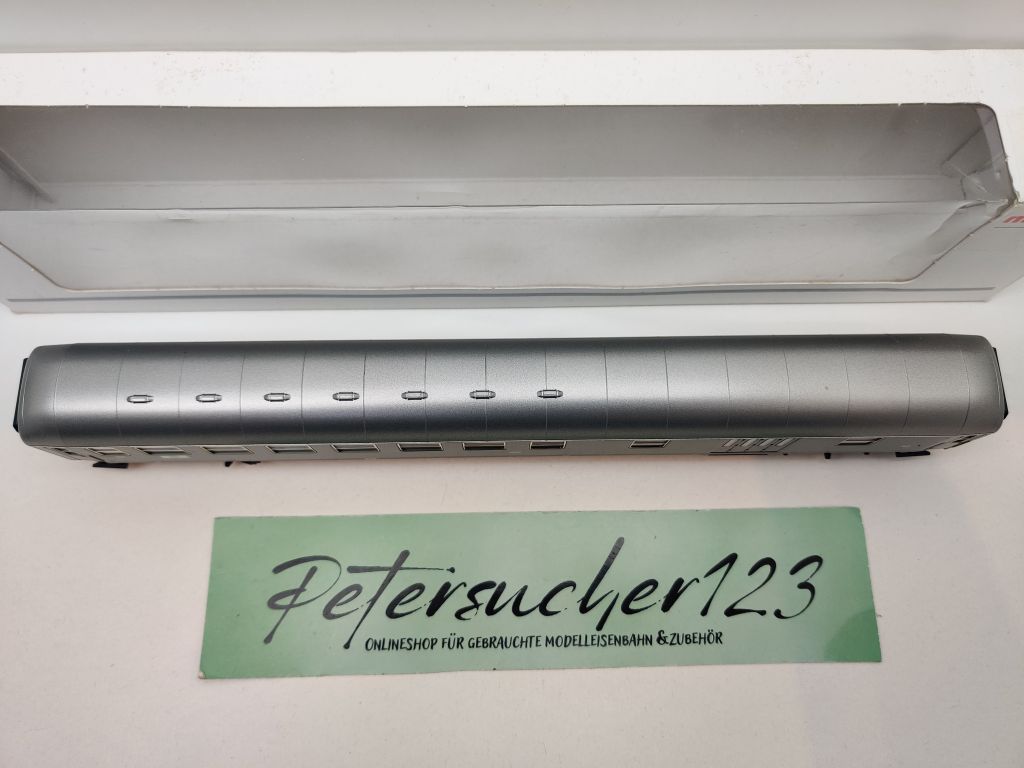 Petersucher123
ONLINESHOP FÜR GEBRAUCHTE MODELLEISENBAHN & ZUBEHÖR